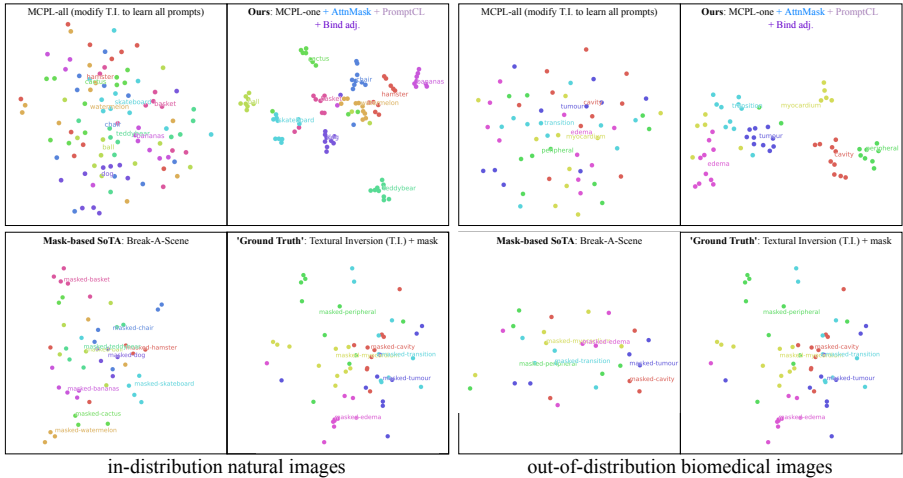 MCPL-all (modify T.I. to learn all prompts)
Ours: MCPL-one + AttnMask + PromptCL
+ Bind adj.
MCPL-all (modify T.I. to learn all prompts)
Ours: MCPL-one + AttnMask + PromptCL
+ Bind adj.
hamster
cactus
skateboard
basket
watermelon
chair
teddybear
bananas
ball
dog
cactus
chair
bananas
hamster
ball
basket
skateboard
dog
teddybear
cavity
tumour
transition
edema
myocardium
peripheral
transition
myocardium
tumour
edema
cavity
peripheral
Mask-based SoTA: Break-A-Scene
'Ground Truth': Textural Inversion (T.I.) + mask
Mask-based SoTA: Break-A-Scene
'Ground Truth': Textural Inversion (T.I.) + mask
masked-basket
masked-chair
masked-hamster
masked-dog
masked-skateboard
masked-bananas
masked-cactus
masked-watermelon
masked-peripheral
masked-cavity
masked-transition
masked-tumour
masked-edema
masked-edema
masked-transition
masked-peripheral
masked-tumour
masked-cavity
masked-peripheral
masked-cavity
masked-transition
masked-tumour
masked-edema
in-distribution natural images
out-of-distribution biomedical images